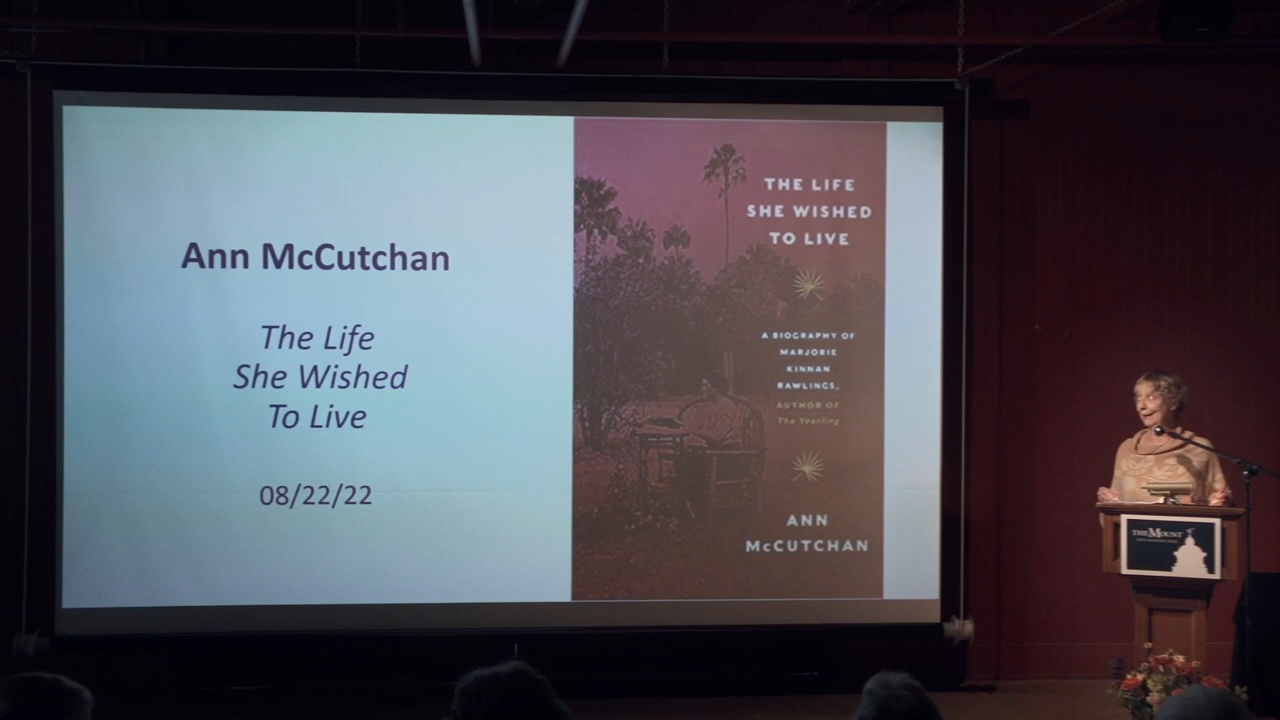 Ann McCutchan
The Life
She Wished
To Live
08/22/22
THE LIFE
SHE WISHED
TO LIVE
A BIOGRAPHY OF
MARJORIE
KINNAN
RAWLINGS,
AUTHOR OF
The Yearling
ANN
McCUTCHAN
THE MOUNT